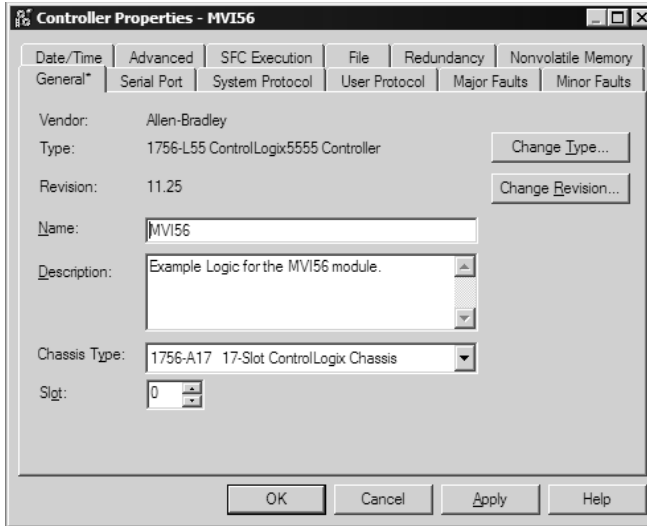 Controller Properties - MVI56
Date/Time Advanced SFC Execution File Redundancy Nonvolatile Memory
General* Serial Port System Protocol User Protocol Major Faults Minor Faults
Vendor: Allen-Bradley
Type: 1756-L55 ControlLogix5555 Controller Change Type...
Revision: 11.25 Change Revision...
Name: MVI56
Description: Example Logic for the MVI56 module.
Chassis Type: 1756-A17 17-Slot ControlLogix Chassis
Slot: 0
OK Cancel Apply Help